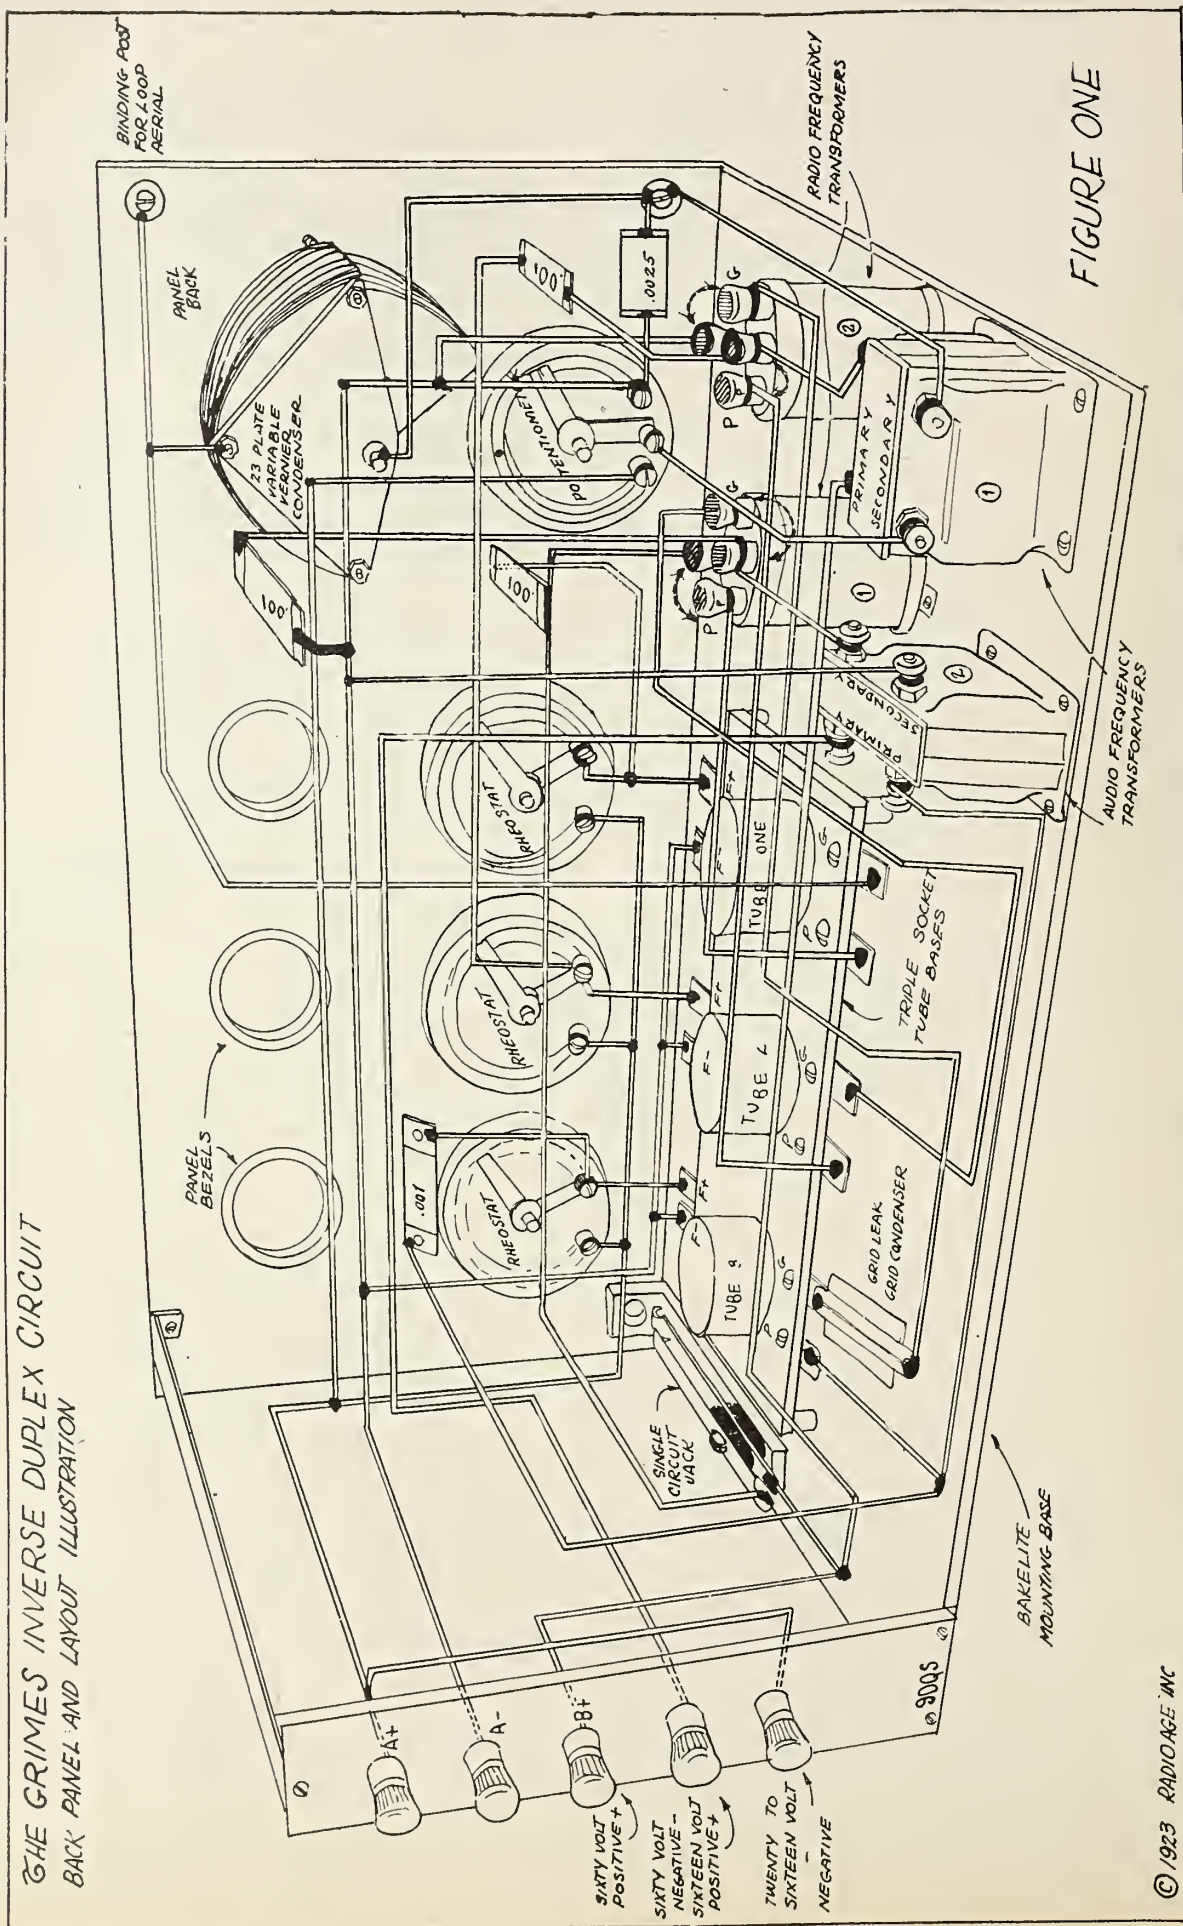 THE GRIMES INVERSE DUPLEX CIRCUIT
BACK PANEL AND LAYOUT ILLUSTRATION
BINDING POST
FOR LOOP
AERIAL
PANEL
BACK
23 PLATE
VARIABLE
VERNIER
CONDENSER
RADIO FREQUENCY
TRANSFORMERS
FIGURE ONE
PANEL
BEZELS
.001
.001
.001
.001
.0025
POTENTIOMET
RHEOSTAT
RHEOSTAT
RHEOSTAT
P
G
P
G
2
1
PRIMARY
SECONDARY
1
PRIMARY
SECONDARY
2
AUDIO FREQUENCY
TRANSFORMERS
F-
F+
TUBE ONE
P
G
F-
F+
TUBE 2
P
G
F-
F+
TUBE 3
P
G
TRIPLE SOCKET
TUBE BASES
GRID LEAK
GRID CONDENSER
SINGLE
CIRCUIT
JACK
BAKELITE
MOUNTING BASE
A+
A-
B+
SIXTY VOLT
POSITIVE +
SIXTY VOLT
NEGATIVE -
SIXTEEN VOLT
POSITIVE +
TWENTY TO
SIXTEEN VOLT
-
NEGATIVE
9DQS
© 1923 RADIO AGE INC